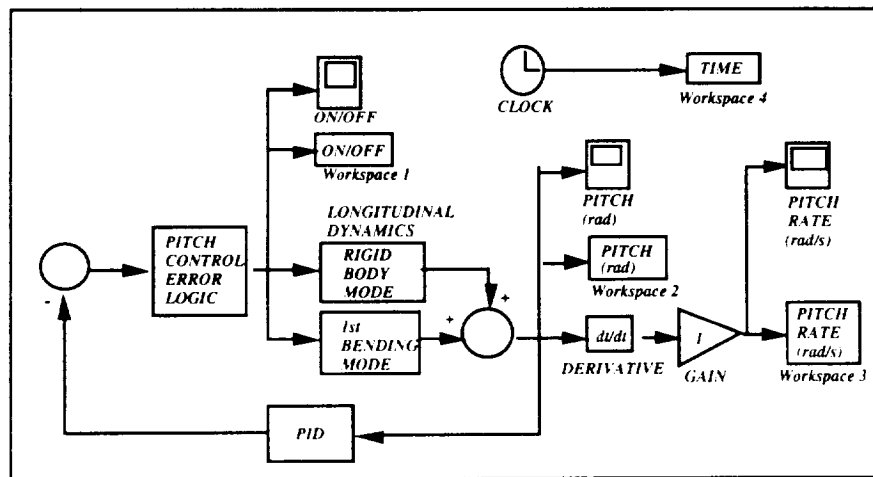 TIME
CLOCK
Workspace 4
ON/OFF
ON/OFF
Workspace 1
PITCH
(rad)
PITCH
RATE
(rad/s)
LONGITUDINAL
DYNAMICS
PITCH
CONTROL
ERROR
LOGIC
RIGID
BODY
MODE
PITCH
(rad)
Workspace 2
+
+
-
1st
BENDING
MODE
dt/dt
DERIVATIVE
1
GAIN
PITCH
RATE
(rad/s)
Workspace 3
PID